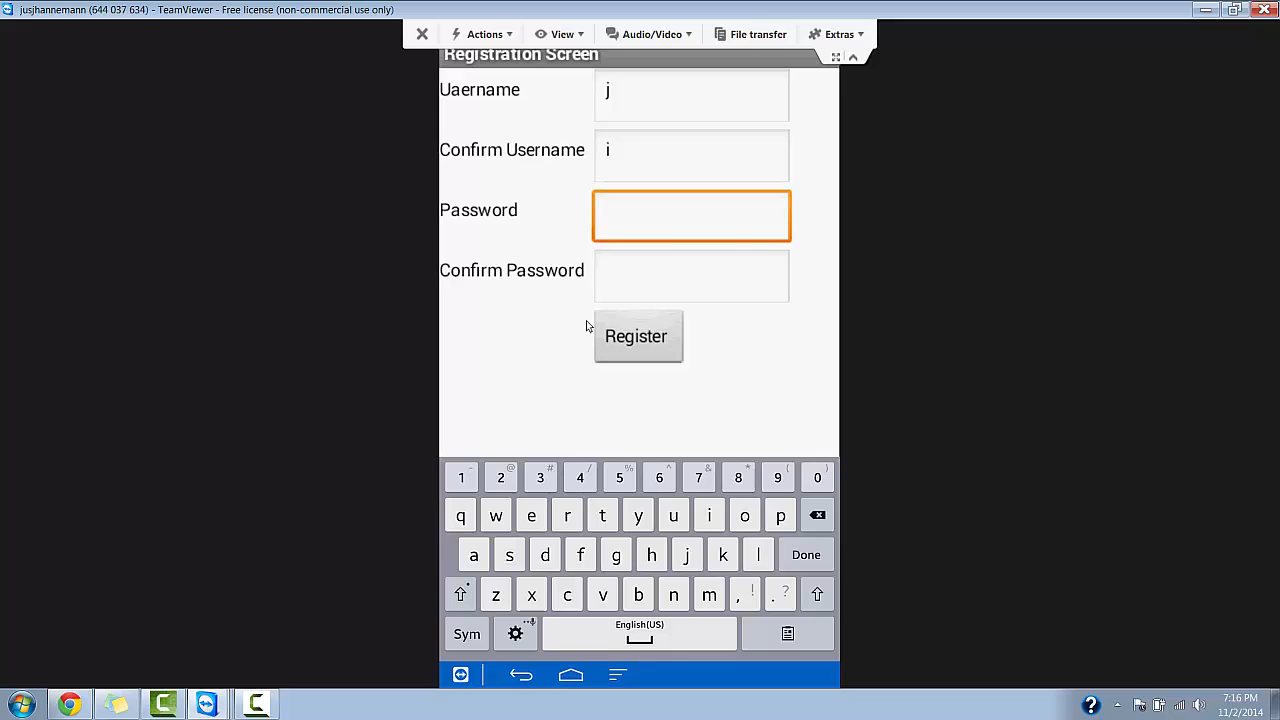 jusjhannemann (644 037 634) - TeamViewer - Free license (non-commercial use only)
Actions View Audio/Video File transfer Extras
Registration Screen
Uaername j
Confirm Username i
Password
Confirm Password
Register
1 - 2 @ 3 # 4 / 5 % 6 ^ 7 & 8 * 9 ( 0 )
q w e r t y u i o p
a s d f g h j k l Done
z x c v b n m , ! . ?
Sym English(US)
7:16 PM
11/2/2014